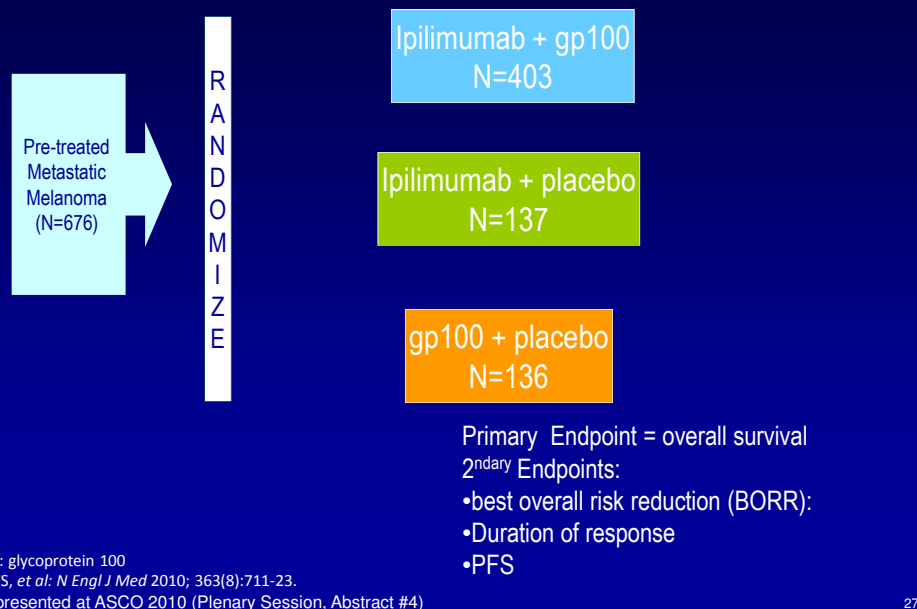 Pre-treated
Metastatic
Melanoma
(N=676)
R
A
N
D
O
M
I
Z
E
Ipilimumab + gp100
N=403
Ipilimumab + placebo
N=137
gp100 + placebo
N=136
Primary Endpoint = overall survival
2ndary Endpoints:
•best overall risk reduction (BORR):
•Duration of response
•PFS
: glycoprotein 100
S, et al: N Engl J Med 2010; 363(8):711-23.
presented at ASCO 2010 (Plenary Session, Abstract #4)
27